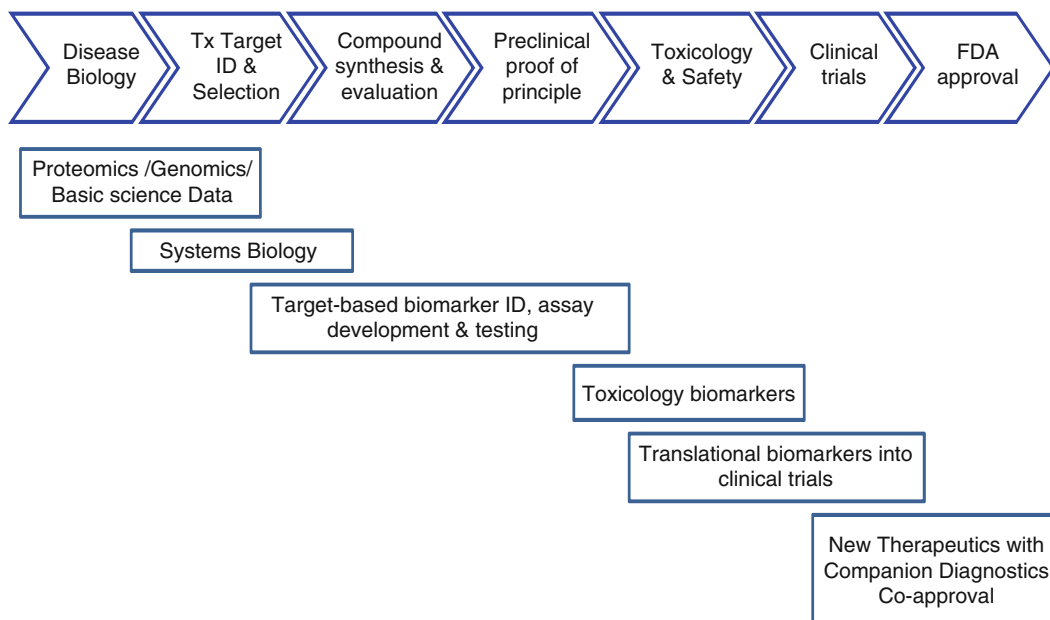 Disease
Biology
Tx Target
ID &
Selection
Compound
synthesis &
evaluation
Preclinical
proof of
principle
Toxicology
& Safety
Clinical
trials
FDA
approval
Proteomics /Genomics/
Basic science Data
Systems Biology
Target-based biomarker ID, assay
development & testing
Toxicology biomarkers
Translational biomarkers into
clinical trials
New Therapeutics with
Companion Diagnostics
Co-approval